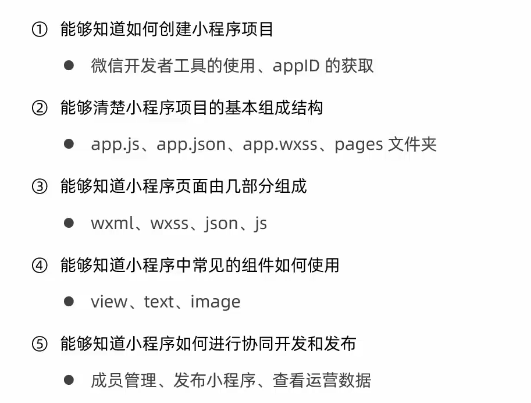 ① 能够知道如何创建小程序项目
● 微信开发者工具的使用、appID 的获取
② 能够清楚小程序项目的基本组成结构
● app.js、app.json、app.wxss、pages 文件夹
③ 能够知道小程序页面由几部分组成
● wxml、wxss、json、js
④ 能够知道小程序中常见的组件如何使用
● view、text、image
⑤ 能够知道小程序如何进行协同开发和发布
● 成员管理、发布小程序、查看运营数据